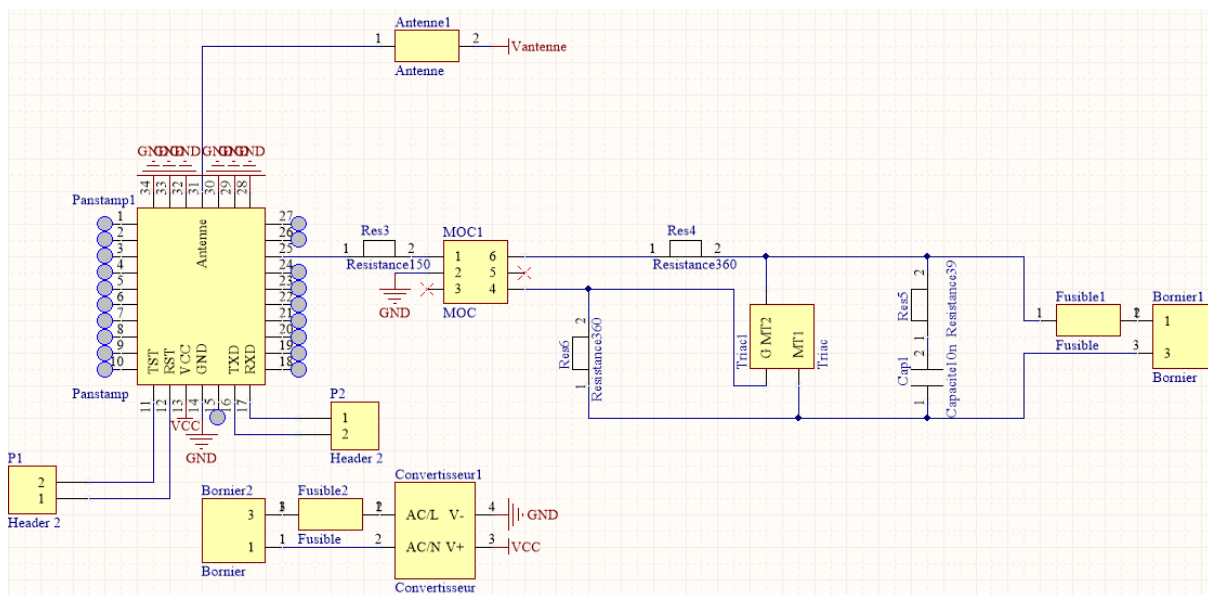 Antenne1
1
2
Vantenne
Antenne
GND GND GND GND GND GND
34 33 32 31 30 29 28
Panstamp1
1
2
3
4
5
6
7
8
9
10
Antenne
27
26
25
24
23
22
21
20
19
18
TST RST VCC GND TXD RXD
Panstamp
11 12 13 14 15 16 17
VCC
GND
Res3
1 2
Resistance150
MOC1
1 6
2 5
3 4
MOC
GND
Res4
1 2
Resistance360
2
Res6
1
Resistance360
Triac1
G MT2
MT1
Triac
2
Res5
1
Resistance39
2
Cap1
1
Capacite10n
Fusible1
1
Fusible
Bornier1
1
3
3
Bornier
P2
1
2
Header 2
P1
2
1
Header 2
Bornier2
3
1
1
Bornier
Fusible2
Fusible
Convertisseur1
AC/L V-
AC/N V+
2
4
3
GND
VCC
Convertisseur